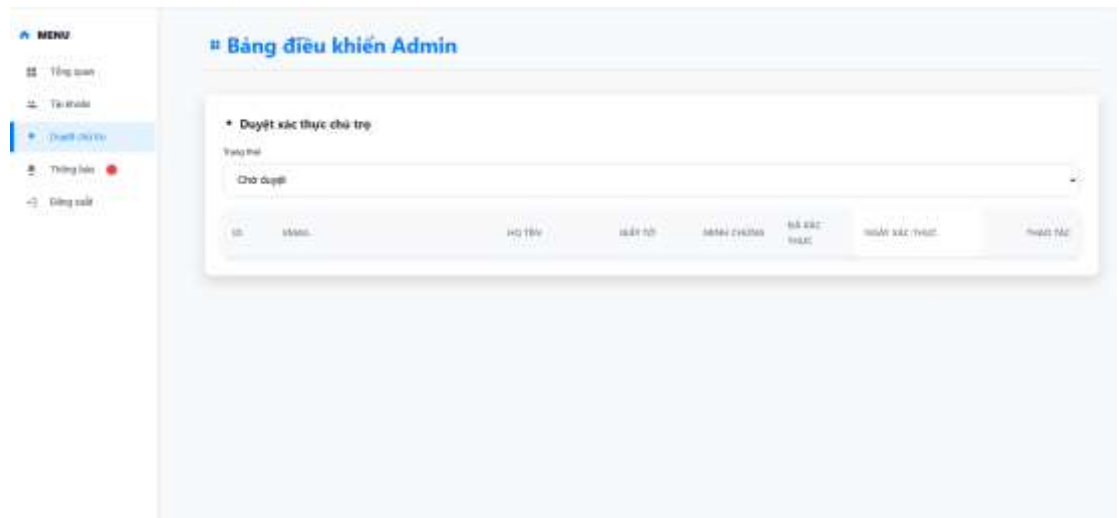 MENU
Tổng quan
Tài khoản
Duyệt chủ trọ
Thông báo
Đăng xuất
Bảng điều khiển Admin
Duyệt xác thực chủ trọ
Trạng thái
Chờ duyệt
ID EMAIL HỌ TÊN GIẤY TỜ MINH CHỨNG ĐÃ XÁC THỰC NGÀY XÁC THỰC THAO TÁC